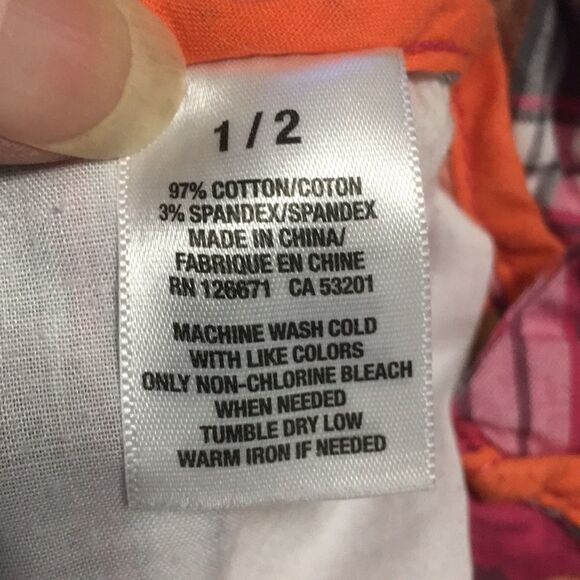 1 / 2
97% COTTON/COTON
3% SPANDEX/SPANDEX
MADE IN CHINA/
FABRIQUE EN CHINE
RN 126671 CA 53201
MACHINE WASH COLD
WITH LIKE COLORS
ONLY NON-CHLORINE BLEACH
WHEN NEEDED
TUMBLE DRY LOW
WARM IRON IF NEEDED